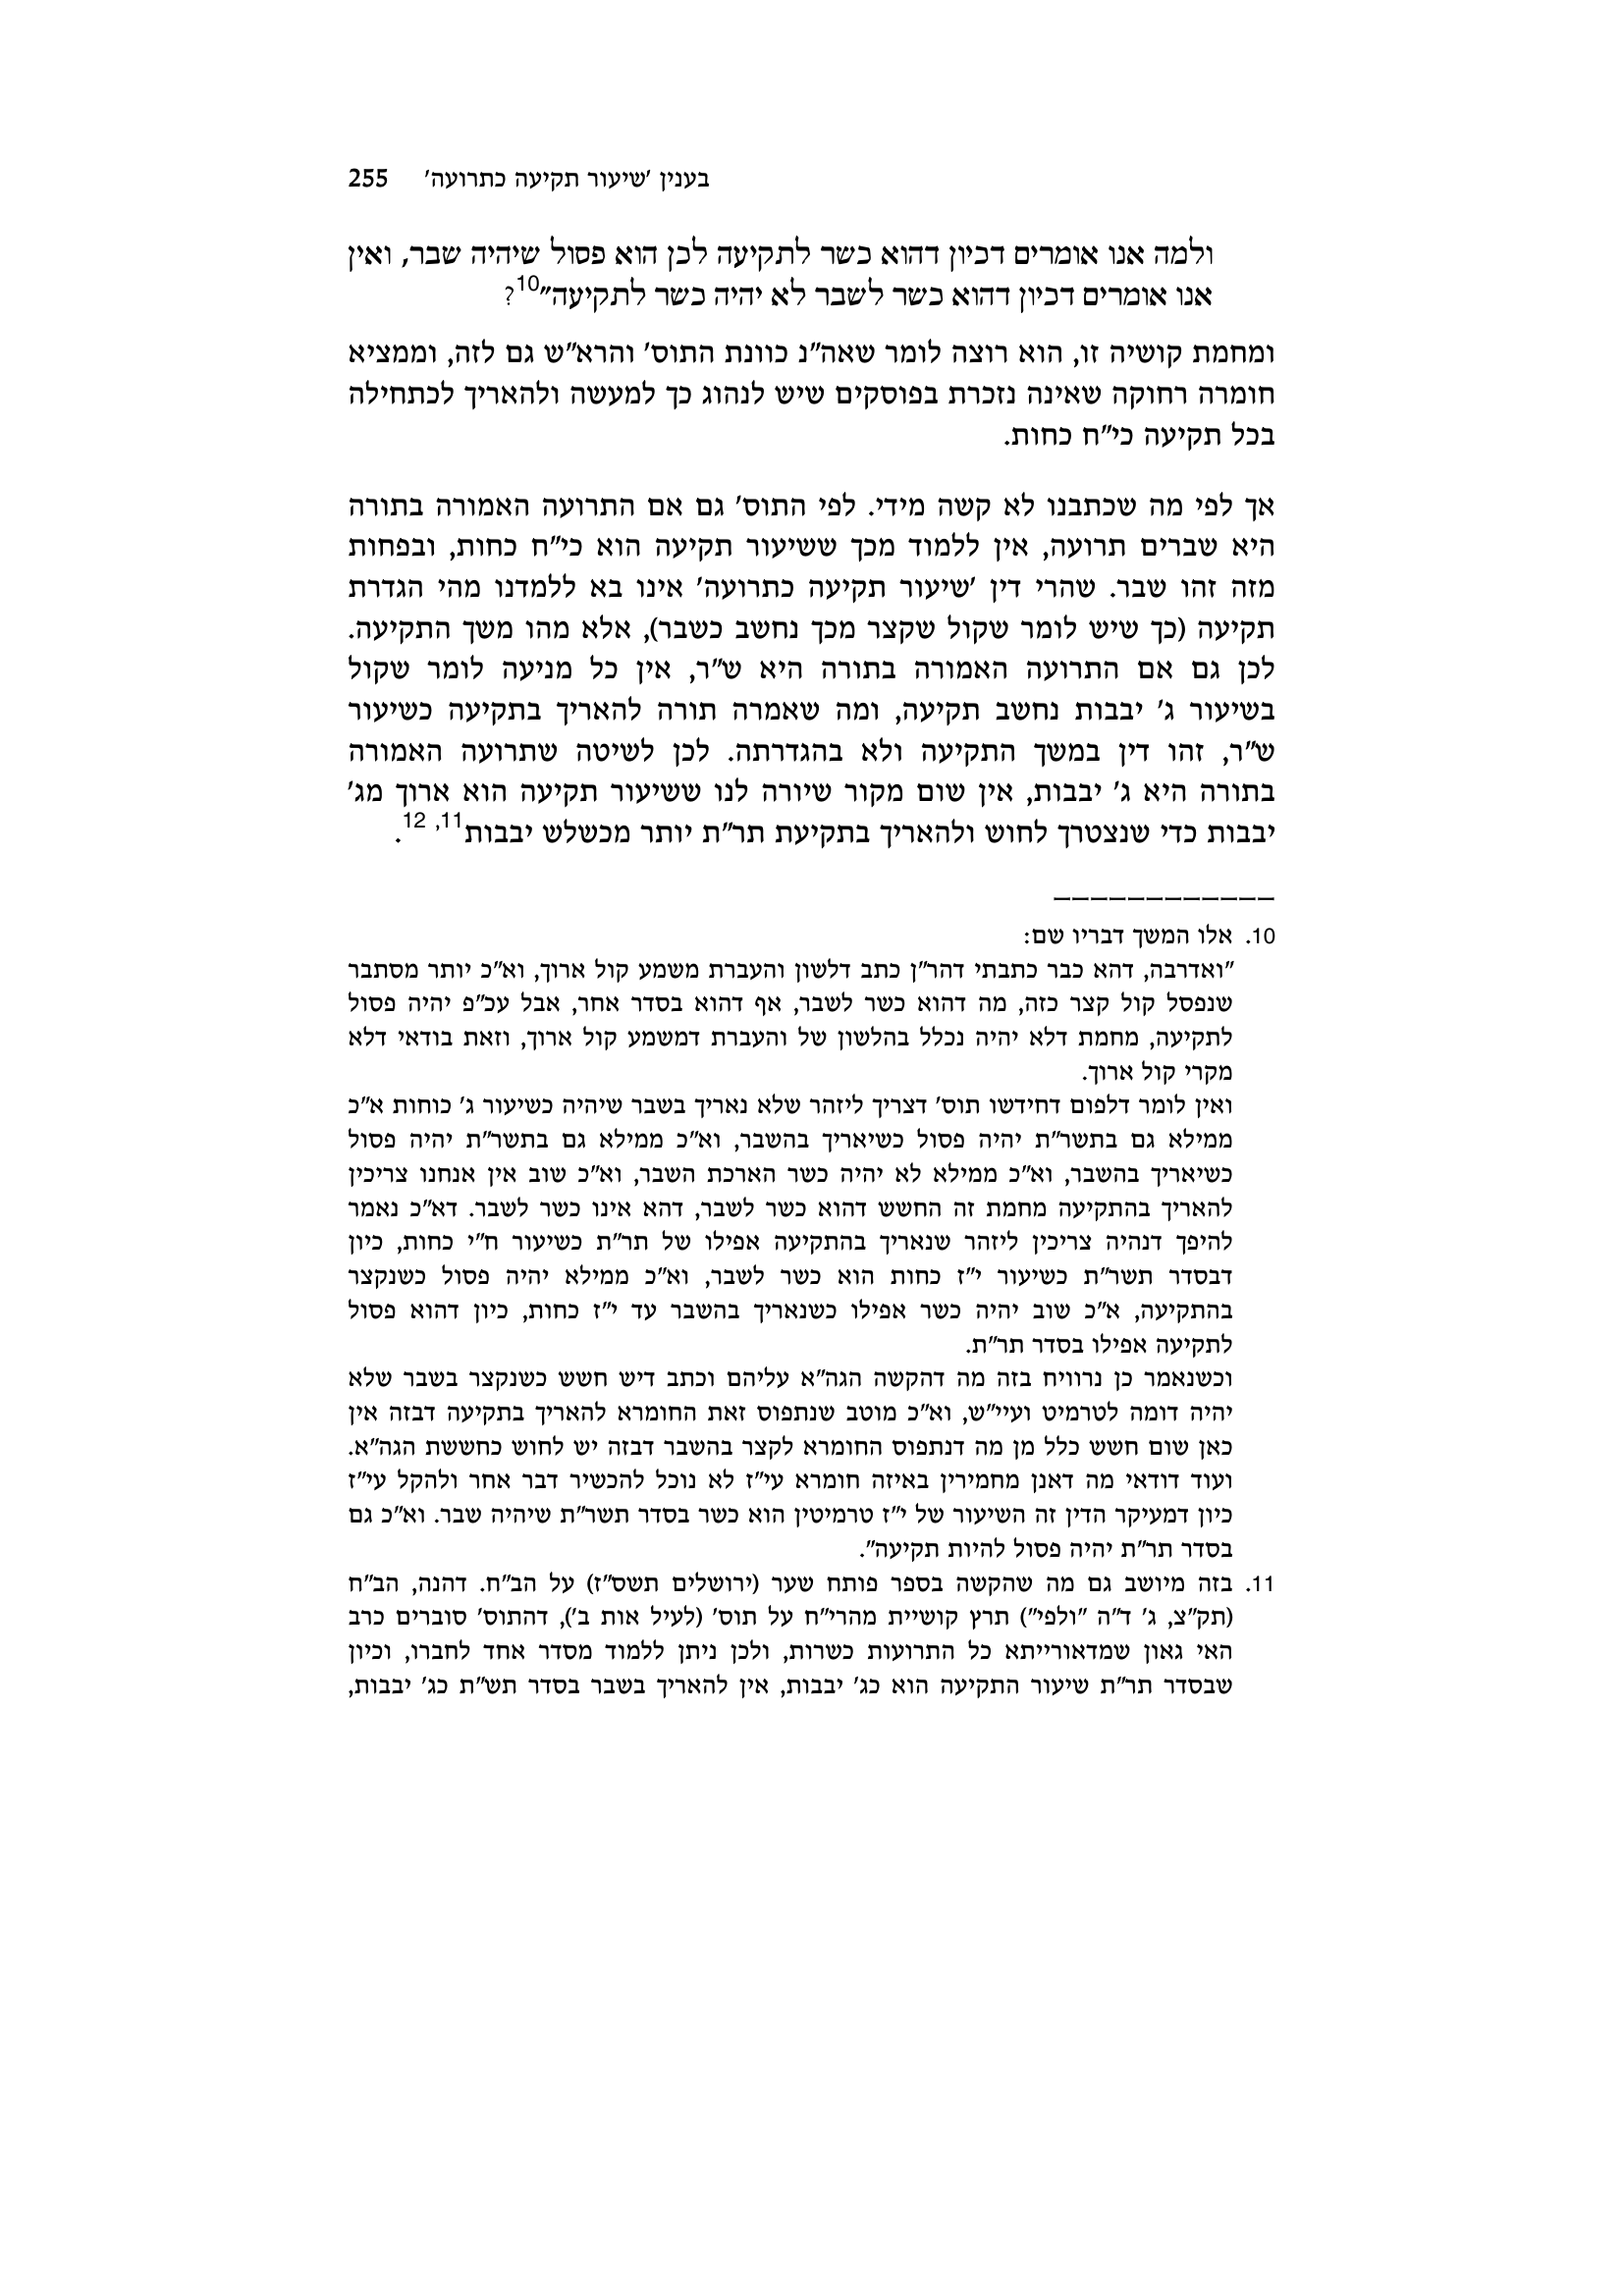 בענין 'שיעור תקיעה כתרועה' 255
ולמה אנו אומרים דכיון דהוא כשר לתקיעה לכן הוא פסול שיהיה שבר, ואין
אנו אומרים דכיון דהוא כשר לשבר לא יהיה כשר לתקיעה"10?
ומחמת קושיה זו, הוא רוצה לומר שאה"נ כוונת התוס' והרא"ש גם לזה, וממציא
חומרה רחוקה שאינה נזכרת בפוסקים שיש לנהוג כך למעשה ולהאריך לכתחילה
בכל תקיעה כי"ח כחות.
אך לפי מה שכתבנו לא קשה מידי. לפי התוס' גם אם התרועה האמורה בתורה
היא שברים תרועה, אין ללמוד מכך ששיעור תקיעה הוא כי"ח כחות, ובפחות
מזה זהו שבר. שהרי דין 'שיעור תקיעה כתרועה' אינו בא ללמדנו מהי הגדרת
תקיעה (כך שיש לומר שקול שקצר מכך נחשב כשבר), אלא מהו משך התקיעה.
לכן גם אם התרועה האמורה בתורה היא ש"ר, אין כל מניעה לומר שקול
בשיעור ג' יבבות נחשב תקיעה, ומה שאמרה תורה להאריך בתקיעה כשיעור
ש"ר, זהו דין במשך התקיעה ולא בהגדרתה. לכן לשיטה שתרועה האמורה
בתורה היא ג' יבבות, אין שום מקור שיורה לנו ששיעור תקיעה הוא ארוך מג'
יבבות כדי שנצטרך לחוש ולהאריך בתקיעת תר"ת יותר מכשלש יבבות11, 12.
10. אלו המשך דבריו שם:
"ואדרבה, דהא כבר כתבתי דהר"ן כתב דלשון והעברת משמע קול ארוך, וא"כ יותר מסתבר
שנפסל קול קצר כזה, מה דהוא כשר לשבר, אף דהוא בסדר אחר, אבל עכ"פ יהיה פסול
לתקיעה, מחמת דלא יהיה נכלל בהלשון של והעברת דמשמע קול ארוך, וזאת בודאי דלא
מקרי קול ארוך.
ואין לומר דלפום דחידשו תוס' דצריך ליזהר שלא נאריך בשבר שיהיה כשיעור ג' כוחות א"כ
ממילא גם בתשר"ת יהיה פסול כשיאריך בהשבר, וא"כ ממילא גם בתשר"ת יהיה פסול
כשיאריך בהשבר, וא"כ ממילא לא יהיה כשר הארכת השבר, וא"כ שוב אין אנחנו צריכין
להאריך בהתקיעה מחמת זה החשש דהוא כשר לשבר, דהא אינו כשר לשבר. דא"כ נאמר
להיפך דנהיה צריכין ליזהר שנאריך בהתקיעה אפילו של תר"ת כשיעור ח"י כחות, כיון
דבסדר תשר"ת כשיעור י"ז כחות הוא כשר לשבר, וא"כ ממילא יהיה פסול כשנקצר
בהתקיעה, א"כ שוב יהיה כשר אפילו כשנאריך בהשבר עד י"ז כחות, כיון דהוא פסול
לתקיעה אפילו בסדר תר"ת.
וכשנאמר כן נרוויח בזה מה דהקשה הגה"א עליהם וכתב דיש חשש כשנקצר בשבר שלא
יהיה דומה לטרמיט ועיי"ש, וא"כ מוטב שנתפוס זאת החומרא להאריך בתקיעה דבזה אין
כאן שום חשש כלל מן מה דנתפוס החומרא לקצר בהשבר דבזה יש לחוש כחששת הגה"א.
ועוד דודאי מה דאנן מחמירין באיזה חומרא עי"ז לא נוכל להכשיר דבר אחר ולהקל עי"ז
כיון דמעיקר הדין זה השיעור של י"ז טרמיטין הוא כשר בסדר תשר"ת שיהיה שבר. וא"כ גם
בסדר תר"ת יהיה פסול להיות תקיעה".
11. בזה מיושב גם מה שהקשה בספר פותח שער (ירושלים תשס"ז) על הב"ח. דהנה, הב"ח
(תק"צ, ג' ד"ה "ולפי") תרץ קושיית מהרי"ח על תוס' (לעיל אות ב'), דהתוס' סוברים כרב
האי גאון שמדאורייתא כל התרועות כשרות, ולכן ניתן ללמוד מסדר אחד לחברו, וכיון
שבסדר תר"ת שיעור התקיעה הוא כג' יבבות, אין להאריך בשבר בסדר תש"ת כג' יבבות,